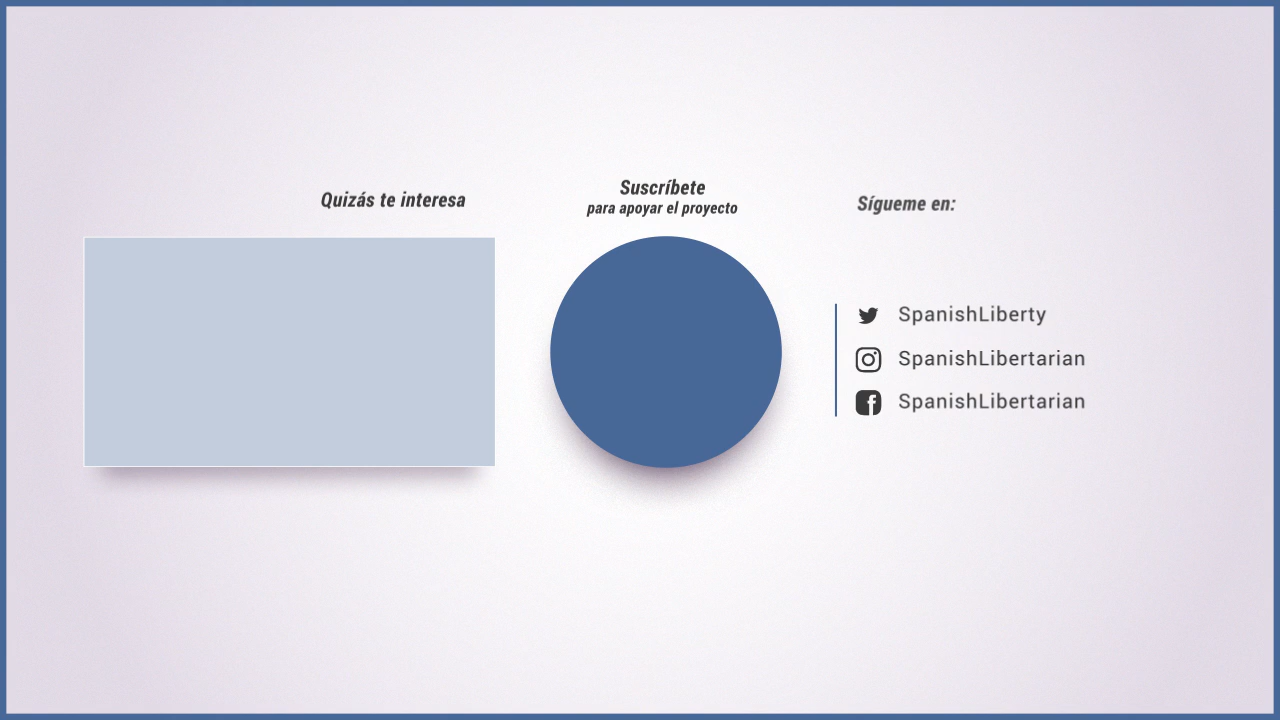 Quizás te interesa
Suscríbete
para apoyar el proyecto
Sígueme en:
SpanishLiberty
SpanishLibertarian
SpanishLibertarian